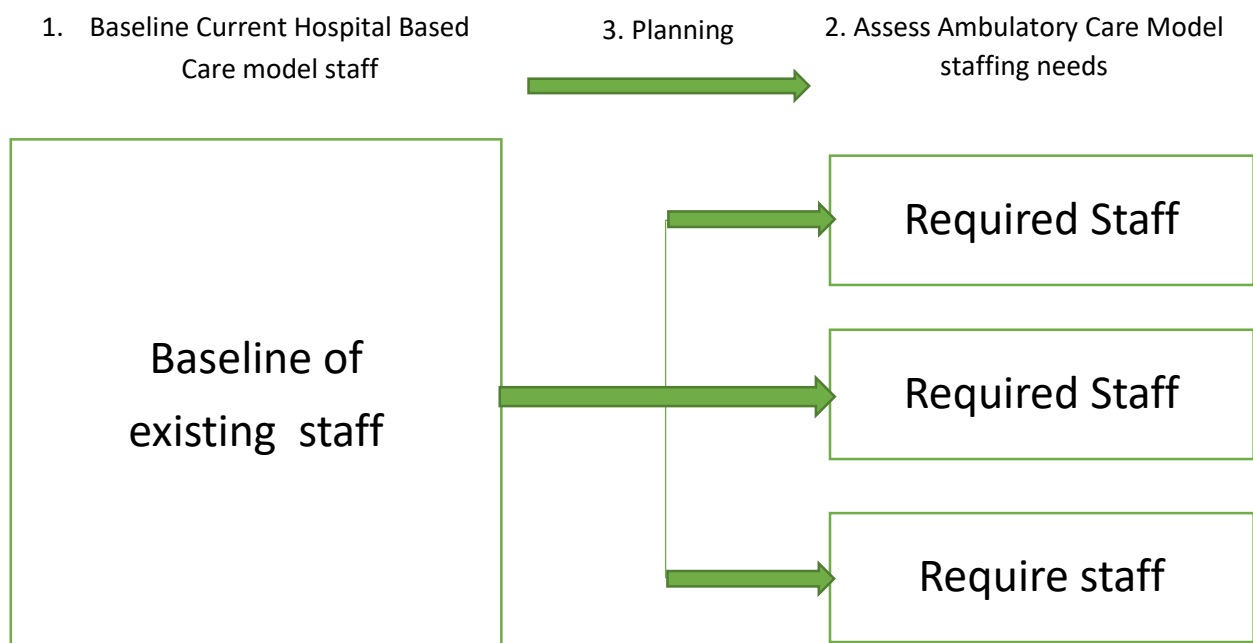 1. Baseline Current Hospital Based
Care model staff
3. Planning
2. Assess Ambulatory Care Model
staffing needs
Baseline of
existing  staff
Required Staff
Required Staff
Require staff